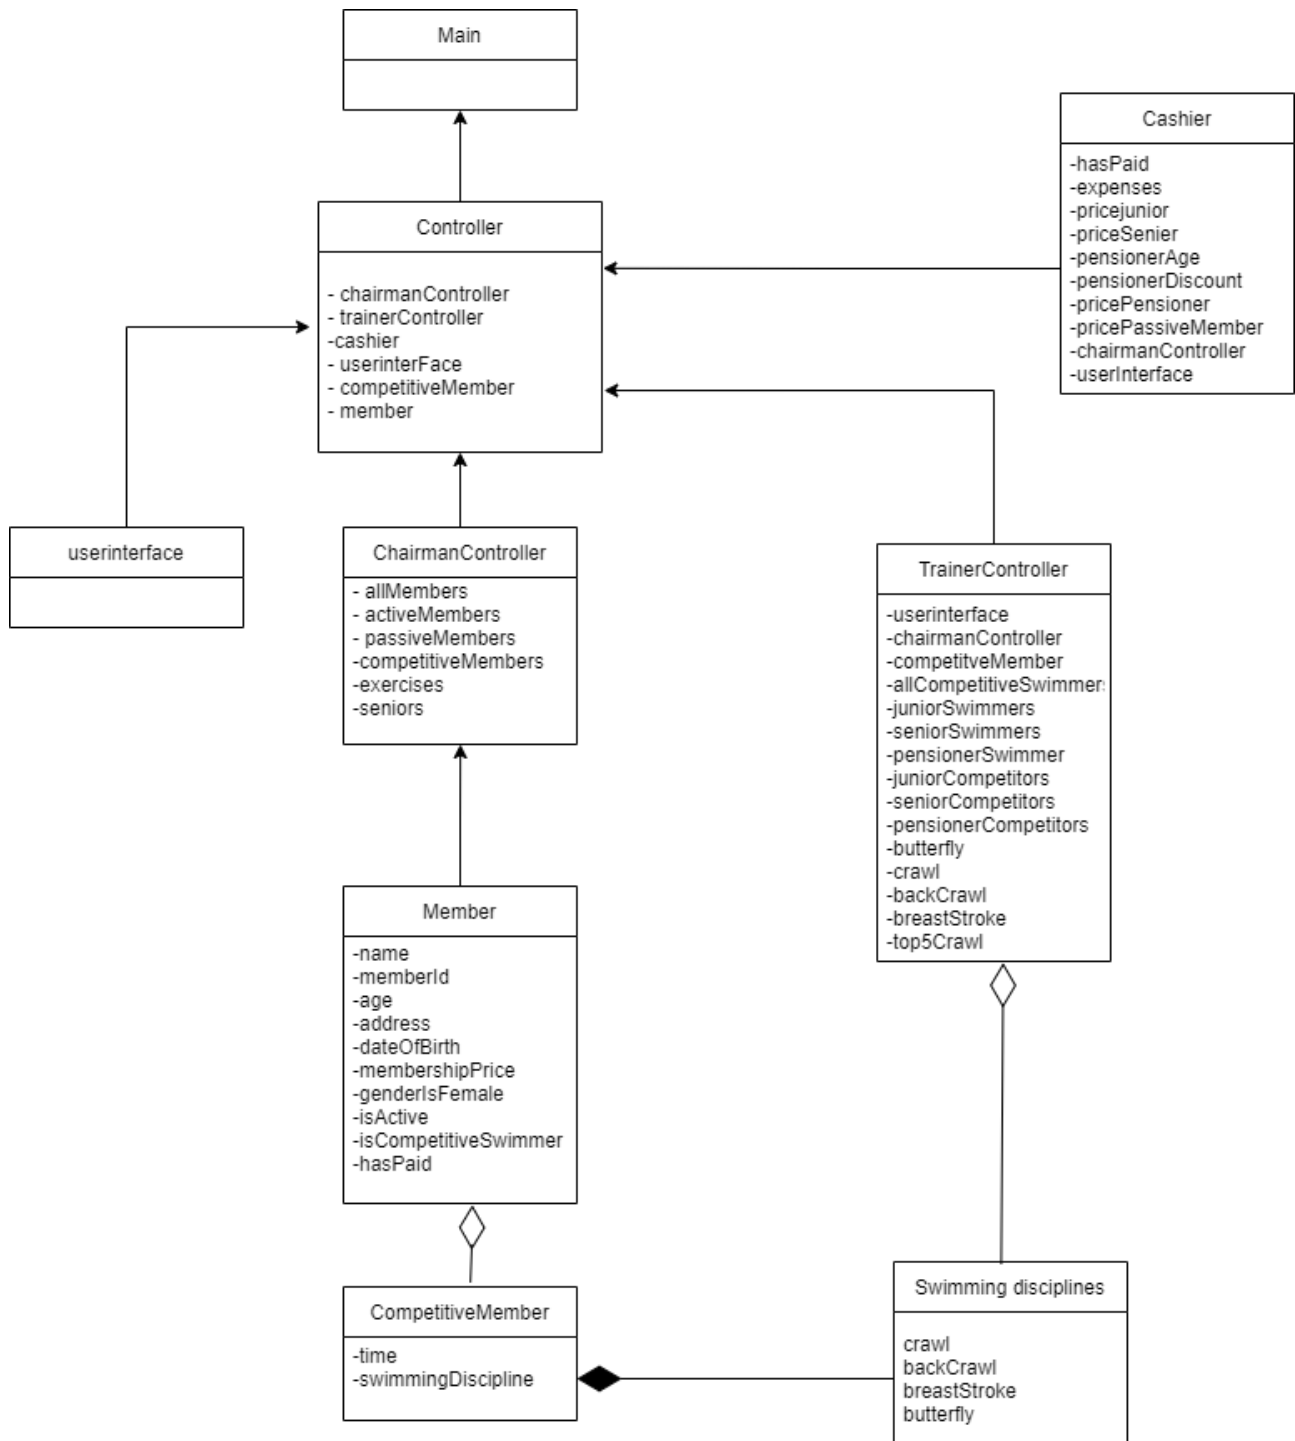 Main
Cashier
-hasPaid
-expenses
-pricejunior
-priceSenier
-pensionerAge
-pensionerDiscount
-pricePensioner
-pricePassiveMember
-chairmanController
-userInterface
Controller
- chairmanController
- trainerController
-cashier
- userinterFace
- competitiveMember
- member
userinterface
ChairmanController
- allMembers
- activeMembers
- passiveMembers
-competitiveMembers
-exercises
-seniors
TrainerController
-userinterface
-chairmanController
-competitveMember
-allCompetitiveSwimmer
-juniorSwimmers
-seniorSwimmers
-pensionerSwimmer
-juniorCompetitors
-seniorCompetitors
-pensionerCompetitors
-butterfly
-crawl
-backCrawl
-breastStroke
-top5Crawl
Member
-name
-memberId
-age
-address
-dateOfBirth
-membershipPrice
-genderIsFemale
-isActive
-isCompetitiveSwimmer
-hasPaid
CompetitiveMember
-time
-swimmingDiscipline
Swimming disciplines
crawl
backCrawl
breastStroke
butterfly